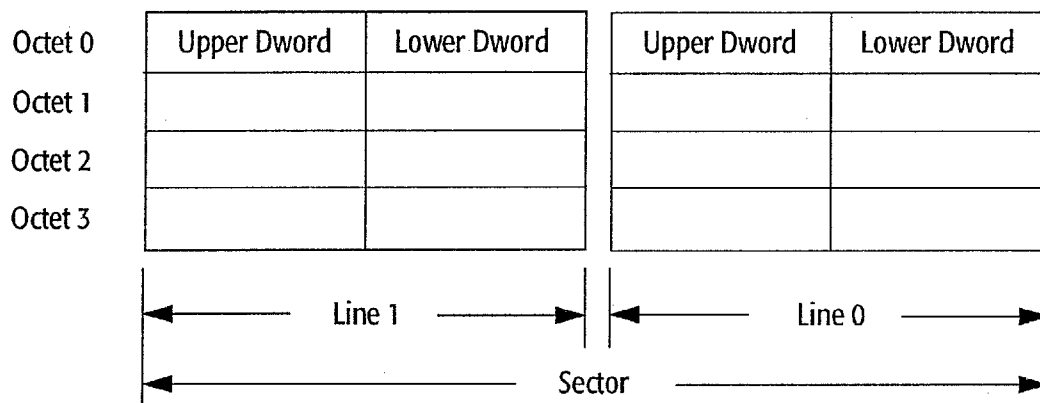 Octet 0 Upper Dword Lower Dword Upper Dword Lower Dword
Octet 1
Octet 2
Octet 3
Line 1 Line 0
Sector